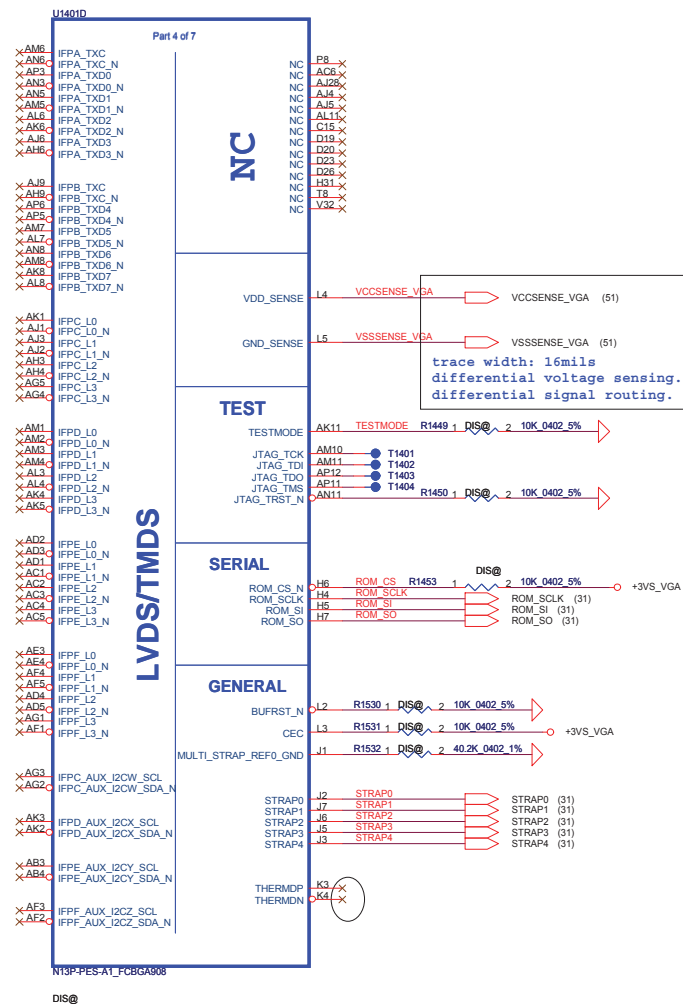 U1401D
Part 4 of 7
AM6 IFPA_TXC
AN6 IFPA_TXC_N
AP3 IFPA_TXD0
AN3 IFPA_TXD0_N
AN5 IFPA_TXD1
AM5 IFPA_TXD1_N
AL6 IFPA_TXD2
AK6 IFPA_TXD2_N
AJ6 IFPA_TXD3
AH6 IFPA_TXD3_N
AJ9 IFPB_TXC
AH9 IFPB_TXC_N
AP6 IFPB_TXD4
AP5 IFPB_TXD4_N
AM7 IFPB_TXD5
AL7 IFPB_TXD5_N
AN8 IFPB_TXD6
AM8 IFPB_TXD6_N
AK8 IFPB_TXD7
AL8 IFPB_TXD7_N
AK1 IFPC_L0
AJ1 IFPC_L0_N
AJ3 IFPC_L1
AJ2 IFPC_L1_N
AH3 IFPC_L2
AH4 IFPC_L2_N
AG5 IFPC_L3
AG4 IFPC_L3_N
AM1 IFPD_L0
AM2 IFPD_L0_N
AM3 IFPD_L1
AM4 IFPD_L1_N
AL3 IFPD_L2
AL4 IFPD_L2_N
AK4 IFPD_L3
AK5 IFPD_L3_N
AD2 IFPE_L0
AD3 IFPE_L0_N
AD1 IFPE_L1
AC1 IFPE_L1_N
AC2 IFPE_L2
AC3 IFPE_L2_N
AC4 IFPE_L3
AC5 IFPE_L3_N
AE3 IFPF_L0
AE4 IFPF_L0_N
AF4 IFPF_L1
AF5 IFPF_L1_N
AD4 IFPF_L2
AD5 IFPF_L2_N
AG1 IFPF_L3
AF1 IFPF_L3_N
AG3 IFPC_AUX_I2CW_SCL
AG2 IFPC_AUX_I2CW_SDA_N
AK3 IFPD_AUX_I2CX_SCL
AK2 IFPD_AUX_I2CX_SDA_N
AB3 IFPE_AUX_I2CY_SCL
AB4 IFPE_AUX_I2CY_SDA_N
AF3 IFPF_AUX_I2CZ_SCL
AF2 IFPF_AUX_I2CZ_SDA_N
LVDS/TMDS
NC
NC P8
NC AC6
NC AJ28
NC AJ4
NC AJ5
NC AL11
NC C15
NC D19
NC D20
NC D23
NC D26
NC H31
NC T8
NC V32
VDD_SENSE L4 VCCSENSE_VGA VCCSENSE_VGA (51)
GND_SENSE L5 VSSSENSE_VGA VSSSENSE_VGA (51)
trace width: 16mils
differential voltage sensing.
differential signal routing.
TEST
TESTMODE AK11 TESTMODE R1449 1 DIS@ 2 10K_0402_5%
JTAG_TCK AM10 T1401
JTAG_TDI AM11 T1402
JTAG_TDO AP12 T1403
JTAG_TMS AP11 T1404
JTAG_TRST_N AN11 R1450 1 DIS@ 2 10K_0402_5%
SERIAL
DIS@
ROM_CS_N H6 ROM_CS R1453 1 2 10K_0402_5% +3VS_VGA
ROM_SCLK H4 ROM_SCLK ROM_SCLK (31)
ROM_SI H5 ROM_SI ROM_SI (31)
ROM_SO H7 ROM_SO ROM_SO (31)
GENERAL
BUFRST_N L2 R1530 1 DIS@ 2 10K_0402_5%
CEC L3 R1531 1 DIS@ 2 10K_0402_5% +3VS_VGA
MULTI_STRAP_REF0_GND J1 R1532 1 DIS@ 2 40.2K_0402_1%
STRAP0 J2 STRAP0 STRAP0 (31)
STRAP1 J7 STRAP1 STRAP1 (31)
STRAP2 J6 STRAP2 STRAP2 (31)
STRAP3 J5 STRAP3 STRAP3 (31)
STRAP4 J3 STRAP4 STRAP4 (31)
THERMDP K3
THERMDN K4
N13P-PES-A1_FCBGA908
DIS@